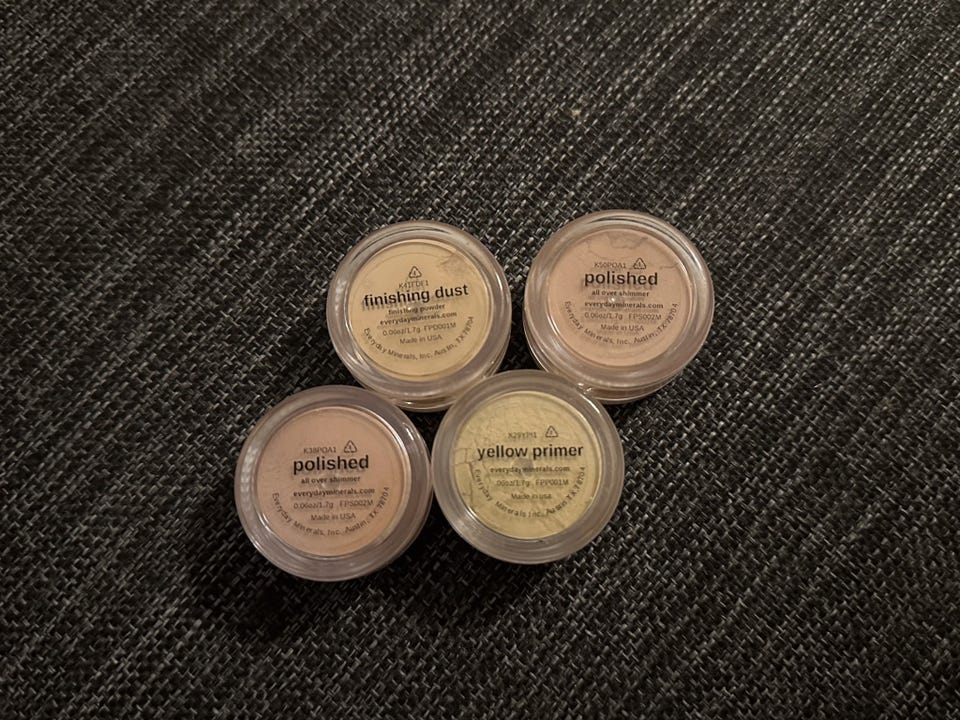 K41FDE1
finishing dust
finishing powder
everydayminerals.com
0.06oz/1.7g FPD001M
Made in USA
Everyday Minerals, Inc. Austin, TX 78704
K50POA1
polished
all over shimmer
everydayminerals.com
0.06oz/1.7g FPS002M
Made in USA
Everyday Minerals, Inc. Austin, TX 78704
K38POA1
polished
all over shimmer
everydayminerals.com
0.06oz/1.7g FPS002M
Made in USA
Everyday Minerals, Inc. Austin, TX 78704
yellow primer
everydayminerals.com
.06oz/1.7g FPP001M
Made in usa
Everyday Minerals Inc. Austin, TX 78704